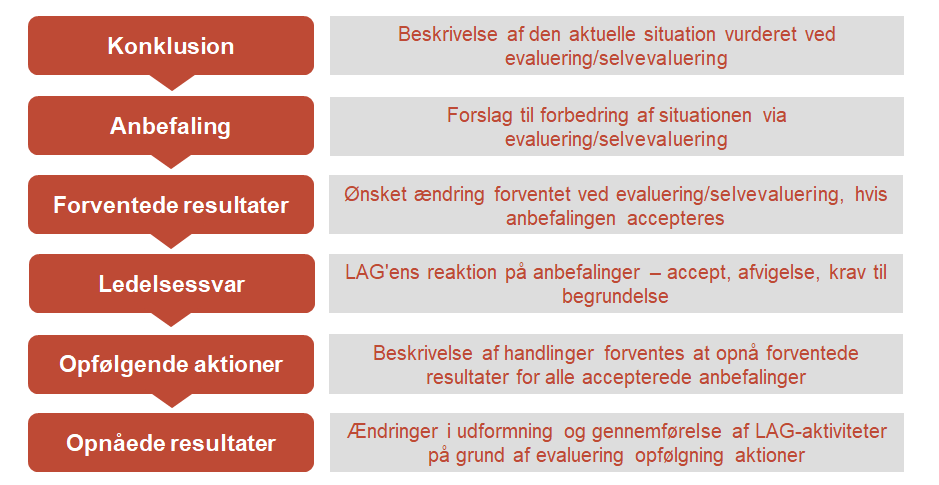 Konklusion
Beskrivelse af den aktuelle situation vurderet ved
evaluering/selvevaluering
Anbefaling
Forslag til forbedring af situationen via
evaluering/selvevaluering
Forventede resultater
Ønsket ændring forventet ved evaluering/selvevaluering, hvis
anbefalingen accepteres
Ledelsessvar
LAG'ens reaktion på anbefalinger – accept, afvigelse, krav til
begrundelse
Opfølgende aktioner
Beskrivelse af handlinger forventes at opnå forventede
resultater for alle accepterede anbefalinger
Opnåede resultater
Ændringer i udformning og gennemførelse af LAG-aktiviteter
på grund af evaluering opfølgning aktioner